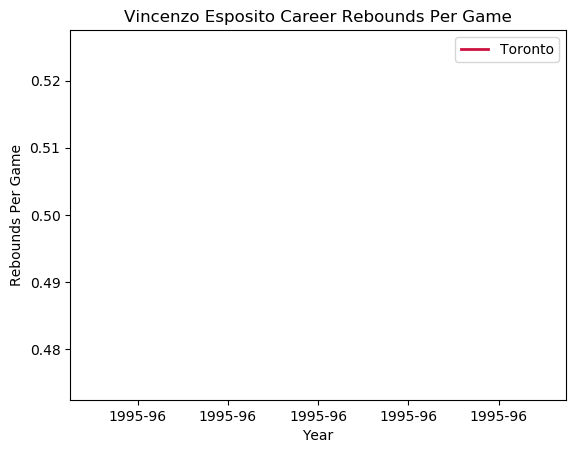 Vincenzo Esposito Career Rebounds Per Game
Toronto
0.52
0.51
0.50
0.49
0.48
Rebounds Per Game
1995-96 1995-96 1995-96 1995-96 1995-96
Year